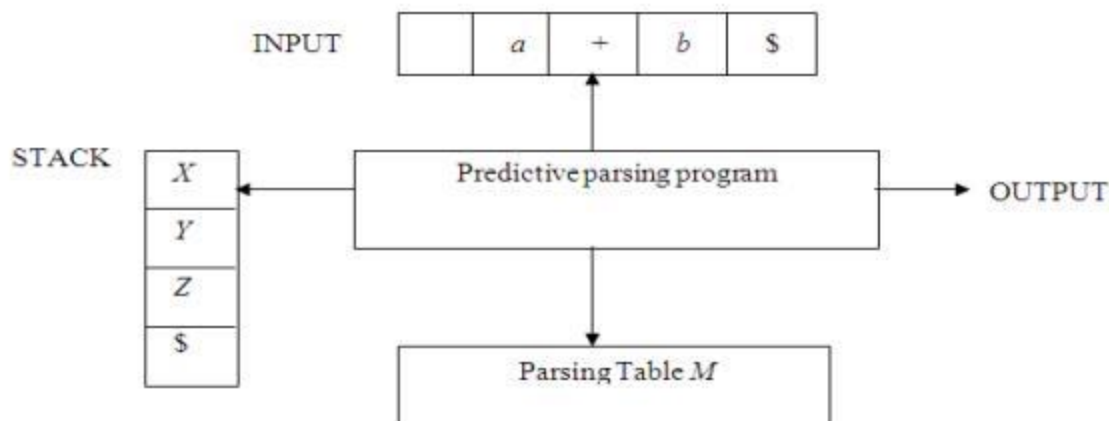 INPUT a + b $
STACK
X
Y
Z
$
Predictive parsing program
OUTPUT
Parsing Table M